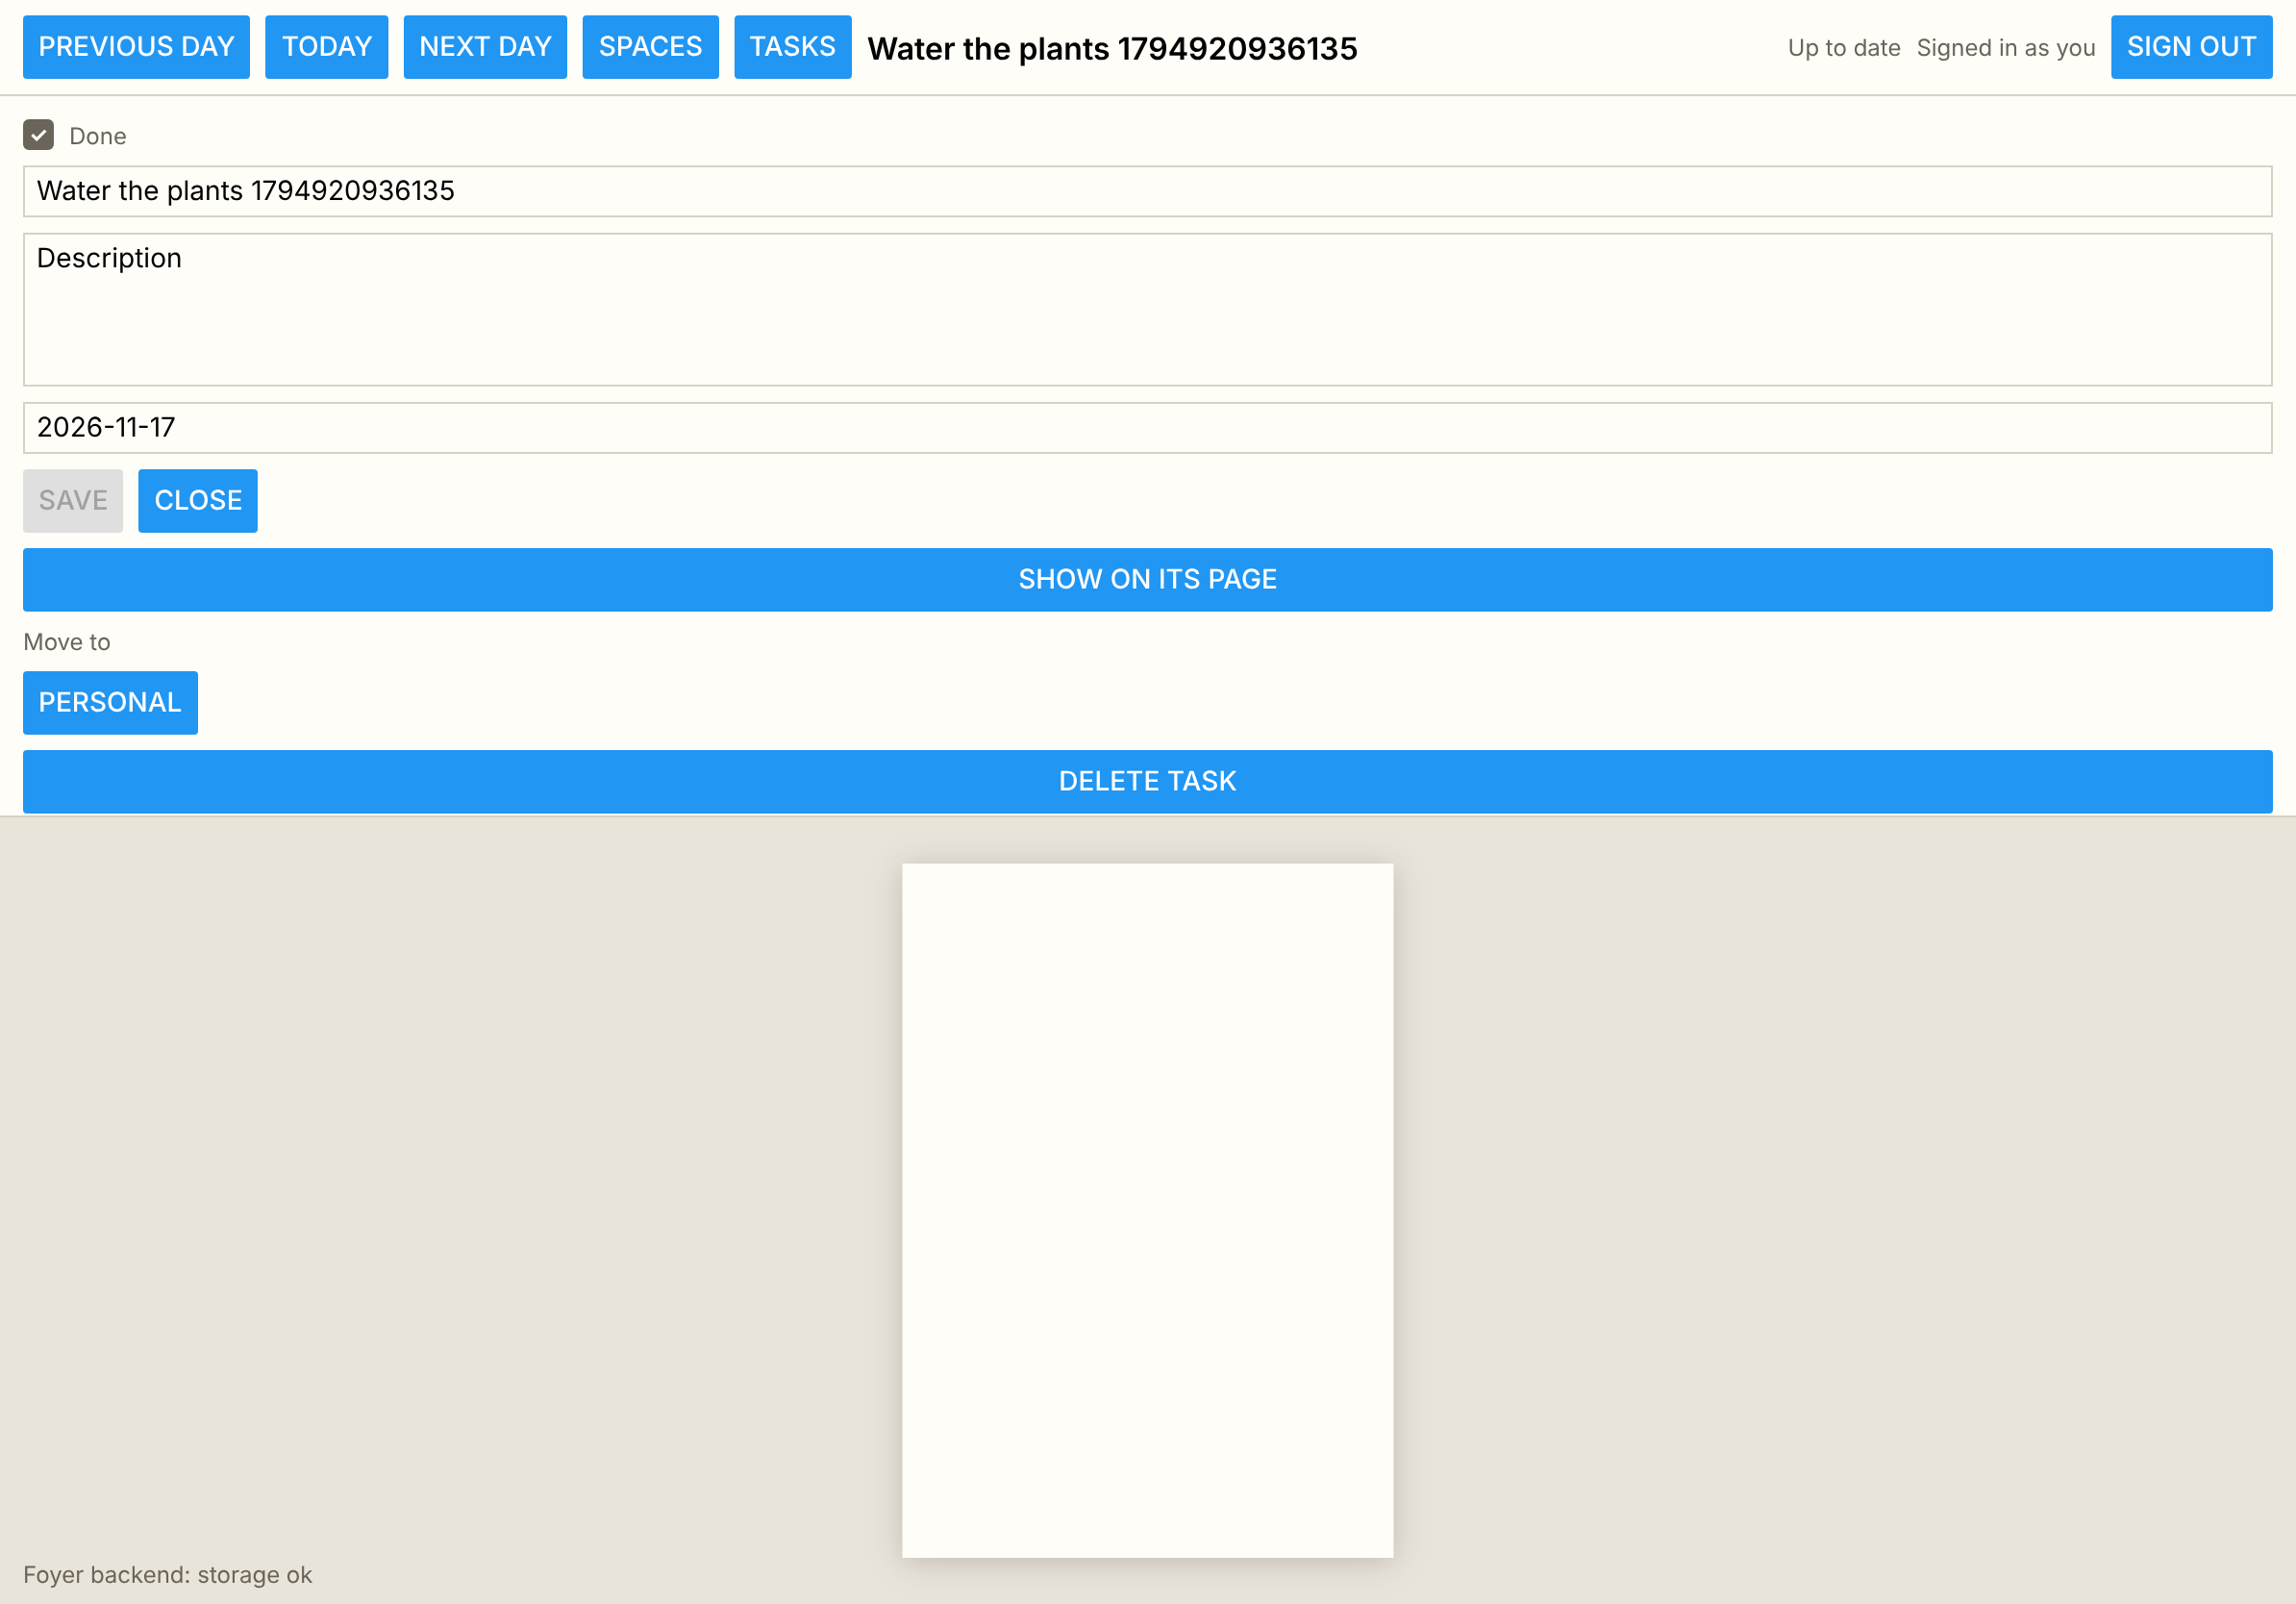 PREVIOUS DAY TODAY NEXT DAY SPACES TASKS Water the plants 1794920936135 Up to date Signed in as you SIGN OUT
Done
Water the plants 1794920936135
Description
2026-11-17
SAVE CLOSE
SHOW ON ITS PAGE
Move to
PERSONAL
DELETE TASK
Foyer backend: storage ok